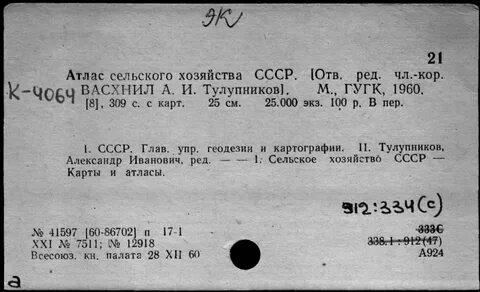 ЭК
21
Атлас сельского хозяйства СССР. [Отв. ред. чл.-кор.
ВАСХНИЛ А. И. Тулупников]. М., ГУГК, 1960.
К-4064
[8], 309 с. с карт. 25 см. 25.000 экз. 100 р. В пер.
I. СССР. Глав. упр. геодезии и картографии. II. Тулупников,
Александр Иванович, ред. — — 1. Сельское хозяйство СССР —
Карты и атласы.
912:334(с)
№ 41597 [60-86702] п 17-1
333С
XXI № 7511; № 12918
338.1:912(47)
Всесоюз. кн. палата 28 XII 60
А924
а